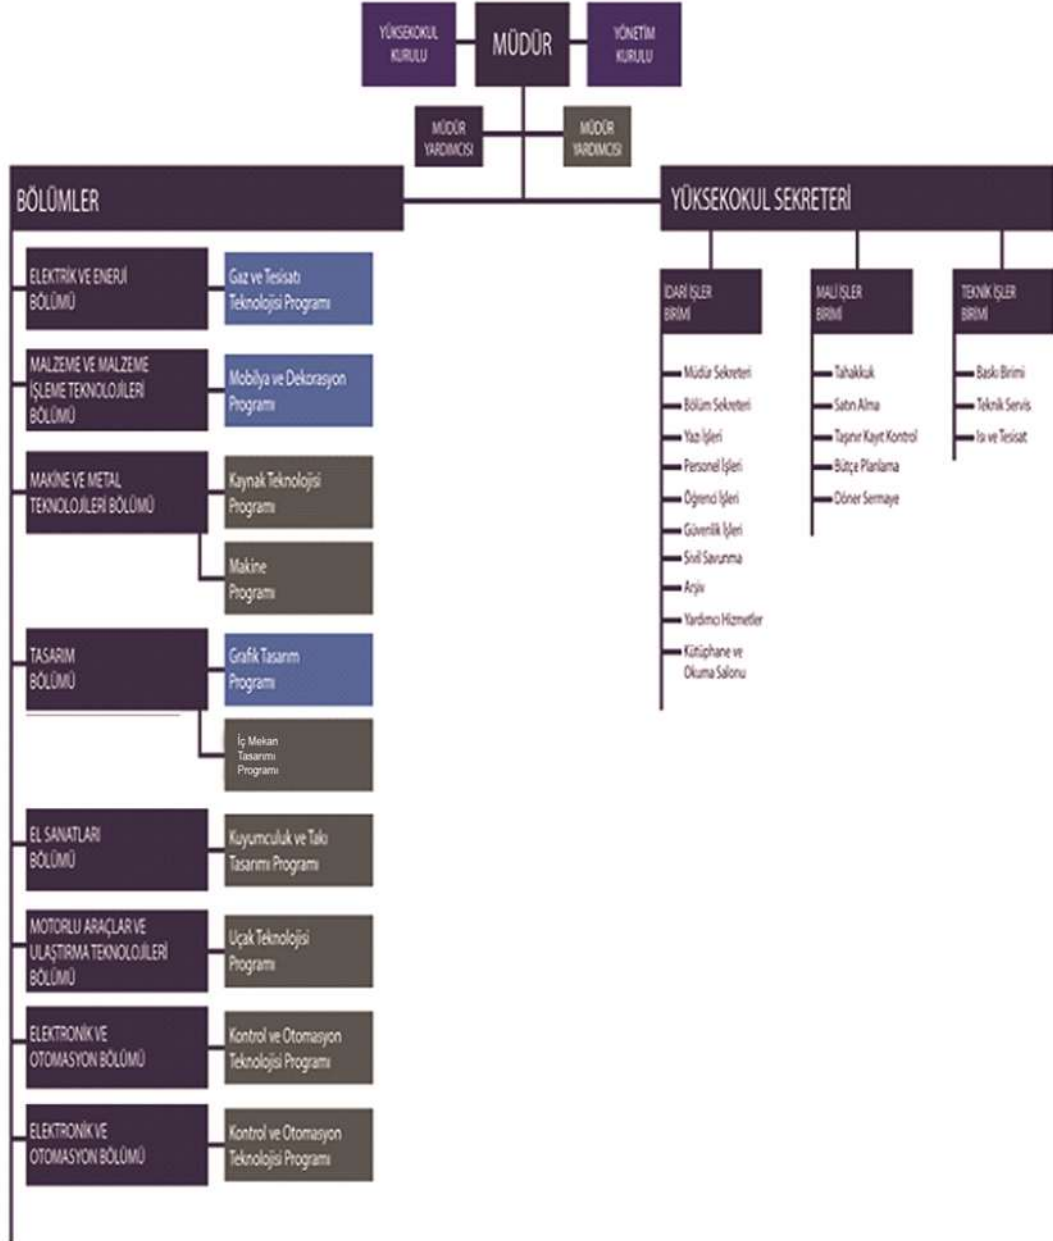 YÜKSEKOKUL
KURULU
MÜDÜR
YÖNETİM
KURULU
MÜDÜR
YARDIMCISI
MÜDÜR
YARDIMCISI
BÖLÜMLER
ELEKTRİK VE ENERJİ
BÖLÜMÜ
Gaz ve Tesisatı
Teknolojisi Programı
MALZEME VE MALZEME
İŞLEME TEKNOLOJİLERİ
BÖLÜMÜ
Mobilya ve Dekorasyon
Programı
MAKİNE VE METAL
TEKNOLOJİLERİ BÖLÜMÜ
Kaynak Teknolojisi
Programı
Makine
Programı
TASARIM
BÖLÜMÜ
Grafik Tasarım
Programı
İç Mekan
Tasarımı
Programı
EL SANATLARI
BÖLÜMÜ
Kuyumculuk ve Takı
Tasarımı Programı
MOTORLU ARAÇLAR VE
ULAŞTIRMA TEKNOLOJİLERİ
BÖLÜMÜ
Uçak Teknolojisi
Programı
ELEKTRONİK VE
OTOMASYON BÖLÜMÜ
Kontrol ve Otomasyon
Teknolojisi Programı
ELEKTRONİK VE
OTOMASYON BÖLÜMÜ
Kontrol ve Otomasyon
Teknolojisi Programı
YÜKSEKOKUL SEKRETERİ
İDARİ İŞLER
BİRİMİ
Müdür Sekreteri
Bölüm Sekreteri
Yazı İşleri
Personel İşleri
Öğrenci İşleri
Güvenlik İşleri
Sivil Savunma
Arşiv
Yardımcı Hizmetler
Kütüphane ve
Okuma Salonu
MALİ İŞLER
BİRİMİ
Tahakkuk
Satın Alma
Taşınır Kayıt Kontrol
Bütçe Planlama
Döner Sermaye
TEKNİK İŞLER
BİRİMİ
Baskı Birimi
Teknik Servis
Isı ve Tesisat